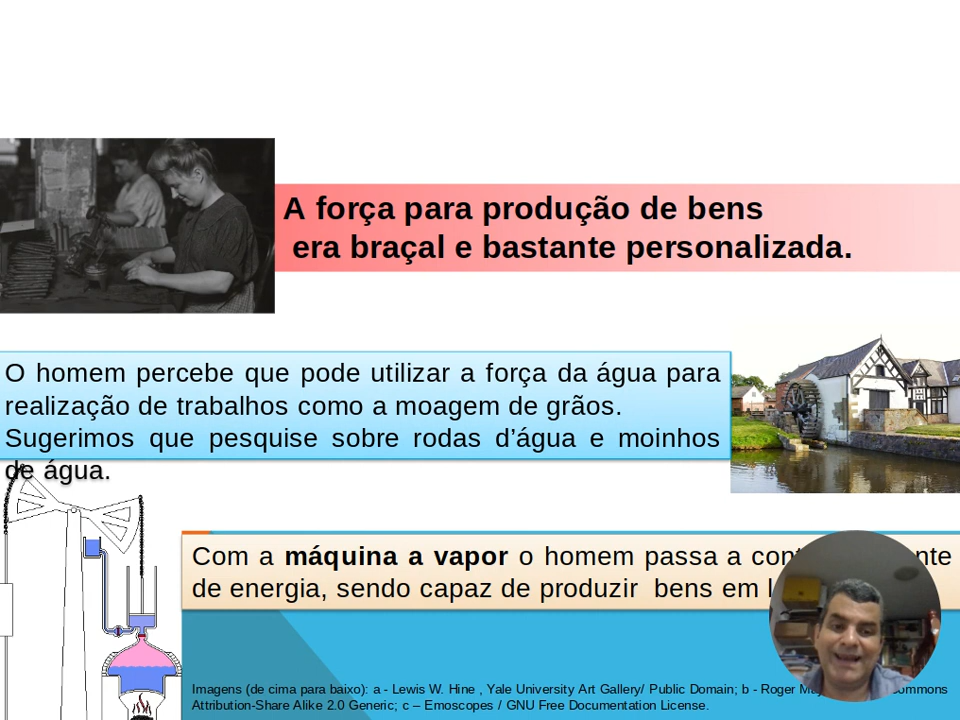 A força para produção de bens
era braçal e bastante personalizada.
O homem percebe que pode utilizar a força da água para
realização de trabalhos como a moagem de grãos.
Sugerimos que pesquise sobre rodas d’água e moinhos
de água.
Com a máquina a vapor o homem passa a
de energia, sendo capaz de produzir bens em
Imagens (de cima para baixo): a - Lewis W. Hine , Yale University Art Gallery/ Public Domain; b - Roger
Attribution-Share Alike 2.0 Generic; c – Emoscopes / GNU Free Documentation License.